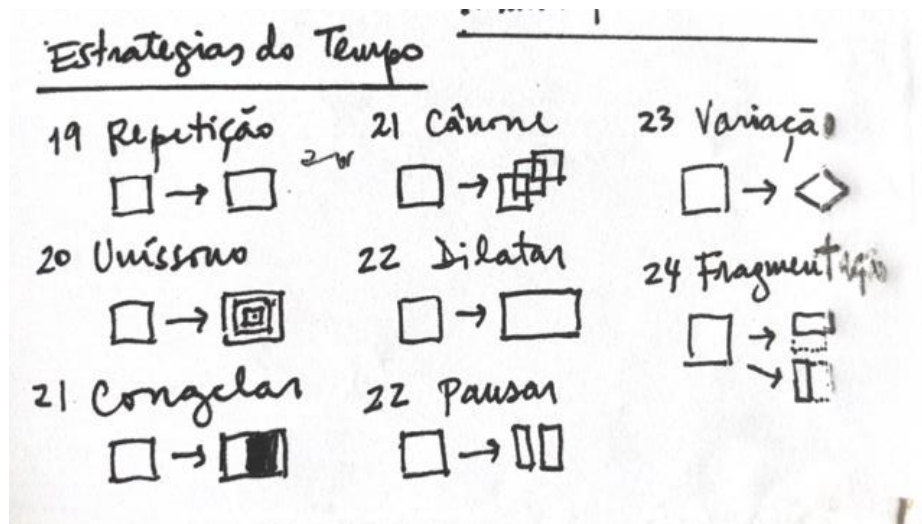 Estrategias do Tempo
19 Repetição
20 Uníssono
21 Congelar
21 Cânone
22 Dilatar
22 Pausar
23 Variação
24 Fragmentação